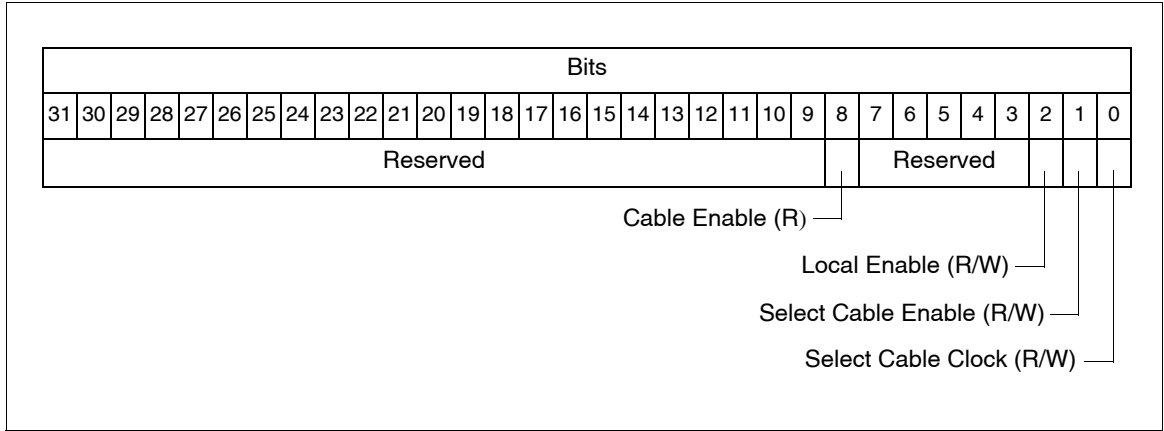 Bits
31 30 29 28 27 26 25 24 23 22 21 20 19 18 17 16 15 14 13 12 11 10 9 8 7 6 5 4 3 2 1 0
Reserved Reserved
Cable Enable (R)
Local Enable (R/W)
Select Cable Enable (R/W)
Select Cable Clock (R/W)